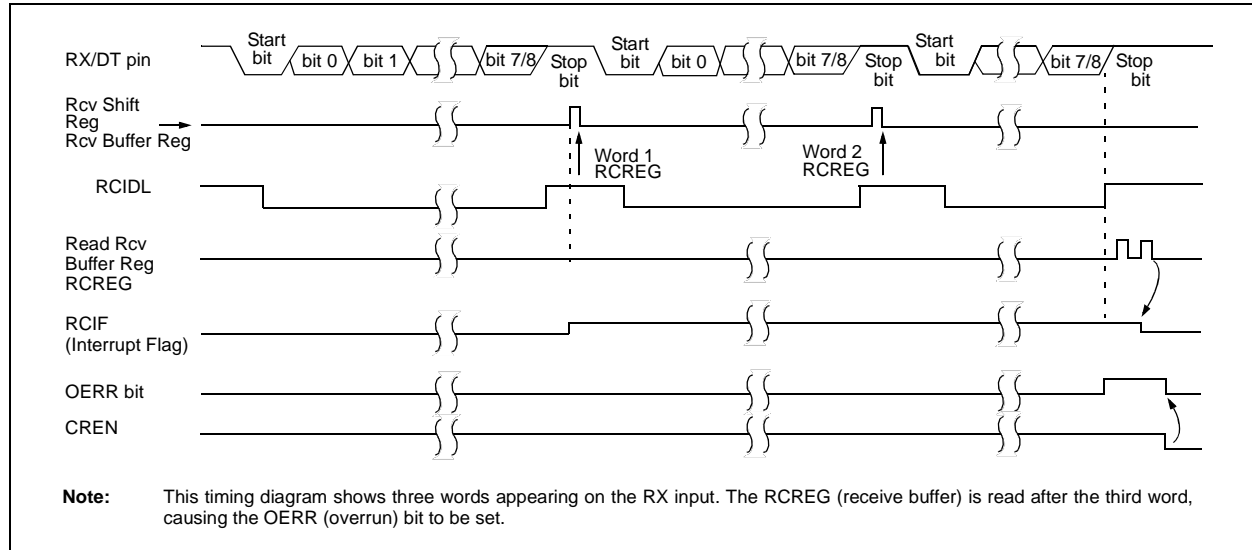 Start
bit
bit 0
bit 1
bit 7/8
Stop
bit
Start
bit
bit 0
bit 7/8
Stop
bit
Start
bit
bit 7/8
Stop
bit
RX/DT pin
Rcv Shift
Reg
Rcv Buffer Reg
Word 1
RCREG
Word 2
RCREG
RCIDL
Read Rcv
Buffer Reg
RCREG
RCIF
(Interrupt Flag)
OERR bit
CREN
Note: This timing diagram shows three words appearing on the RX input. The RCREG (receive buffer) is read after the third word,
causing the OERR (overrun) bit to be set.